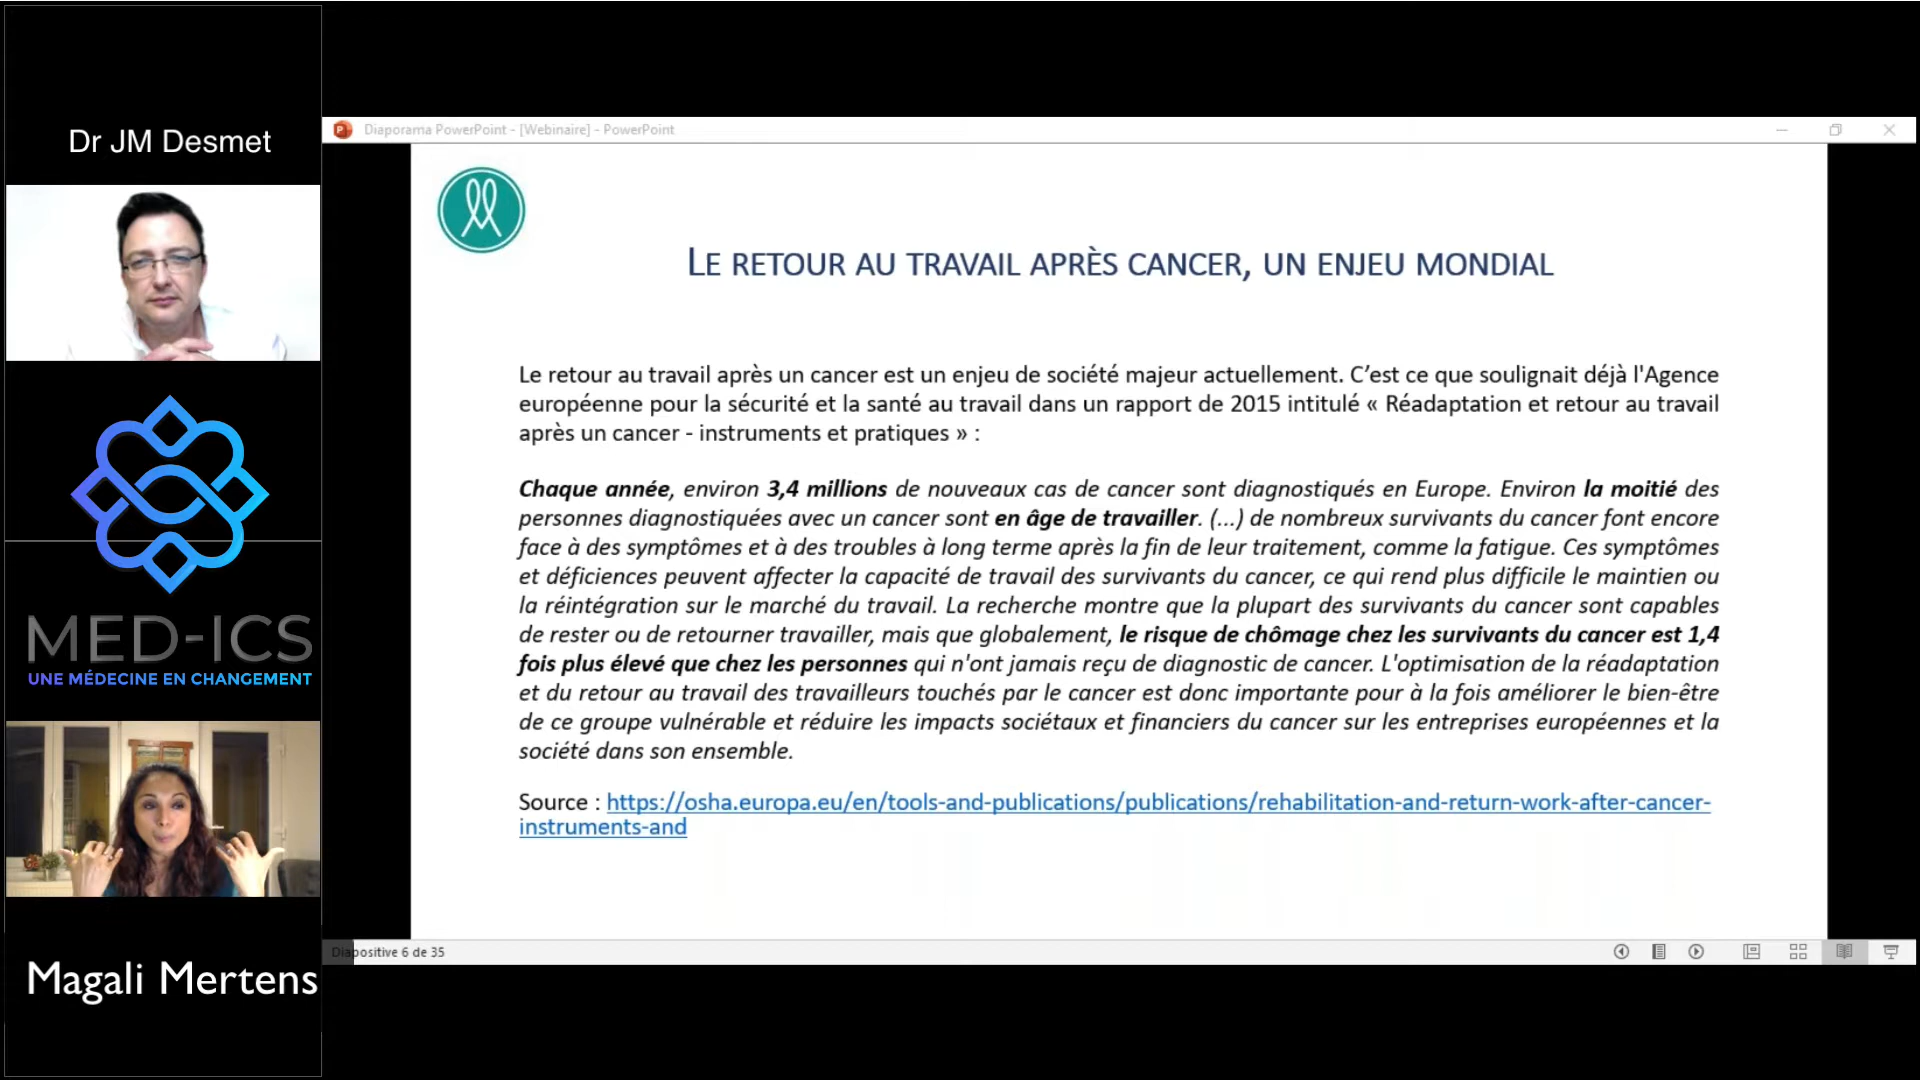 Dr JM Desmet
MED-ICS
UNE MÉDECINE EN CHANGEMENT
Magali Mertens
Diaporama PowerPoint - [Webinaire] - PowerPoint
LE RETOUR AU TRAVAIL APRÈS CANCER, UN ENJEU MONDIAL
Le retour au travail après un cancer est un enjeu de société majeur actuellement. C’est ce que soulignait déjà l'Agence
européenne pour la sécurité et la santé au travail dans un rapport de 2015 intitulé « Réadaptation et retour au travail
après un cancer - instruments et pratiques » :
Chaque année, environ 3,4 millions de nouveaux cas de cancer sont diagnostiqués en Europe. Environ la moitié des
personnes diagnostiquées avec un cancer sont en âge de travailler. (...) de nombreux survivants du cancer font encore
face à des symptômes et à des troubles à long terme après la fin de leur traitement, comme la fatigue. Ces symptômes
et déficiences peuvent affecter la capacité de travail des survivants du cancer, ce qui rend plus difficile le maintien ou
la réintégration sur le marché du travail. La recherche montre que la plupart des survivants du cancer sont capables
de rester ou de retourner travailler, mais que globalement, le risque de chômage chez les survivants du cancer est 1,4
fois plus élevé que chez les personnes qui n'ont jamais reçu de diagnostic de cancer. L'optimisation de la réadaptation
et du retour au travail des travailleurs touchés par le cancer est donc importante pour à la fois améliorer le bien-être
de ce groupe vulnérable et réduire les impacts sociétaux et financiers du cancer sur les entreprises européennes et la
société dans son ensemble.
Source : https://osha.europa.eu/en/tools-and-publications/publications/rehabilitation-and-return-work-after-cancer-
instruments-and
Diapositive 6 de 35